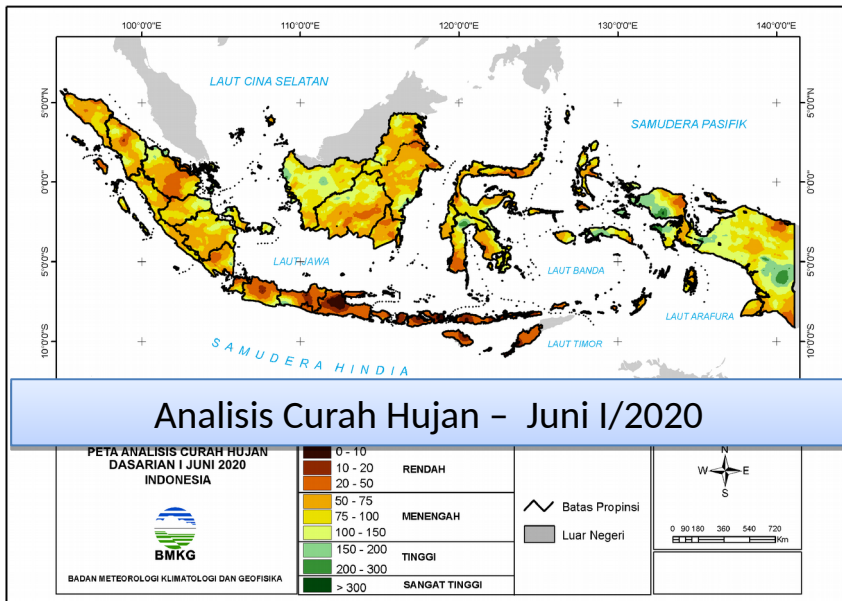 100°0'0"E 110°0'0"E 120°0'0"E 130°0'0"E 140°0'0"E
5°0'0"N 5°0'0"N
0°0'0" 0°0'0"
5°0'0"S 5°0'0"S
10°0'0"S 10°0'0"S
LAUT CINA SELATAN
SAMUDERA PASIFIK
LAUT JAWA
LAUT BANDA
LAUT ARAFURA
LAUT TIMOR
SAMUDERA HINDIA
Analisis Curah Hujan – Juni I/2020
PETA ANALISIS CURAH HUJAN
DASARIAN I JUNI 2020
INDONESIA
BMKG
BADAN METEOROLOGI KLIMATOLOGI DAN GEOFISIKA
0 - 10
10 - 20
20 - 50
RENDAH
50 - 75
75 - 100
100 - 150
MENENGAH
150 - 200
200 - 300
TINGGI
> 300
SANGAT TINGGI
Batas Propinsi
Luar Negeri
N
W E
S
0 90 180 360 540 720
Km